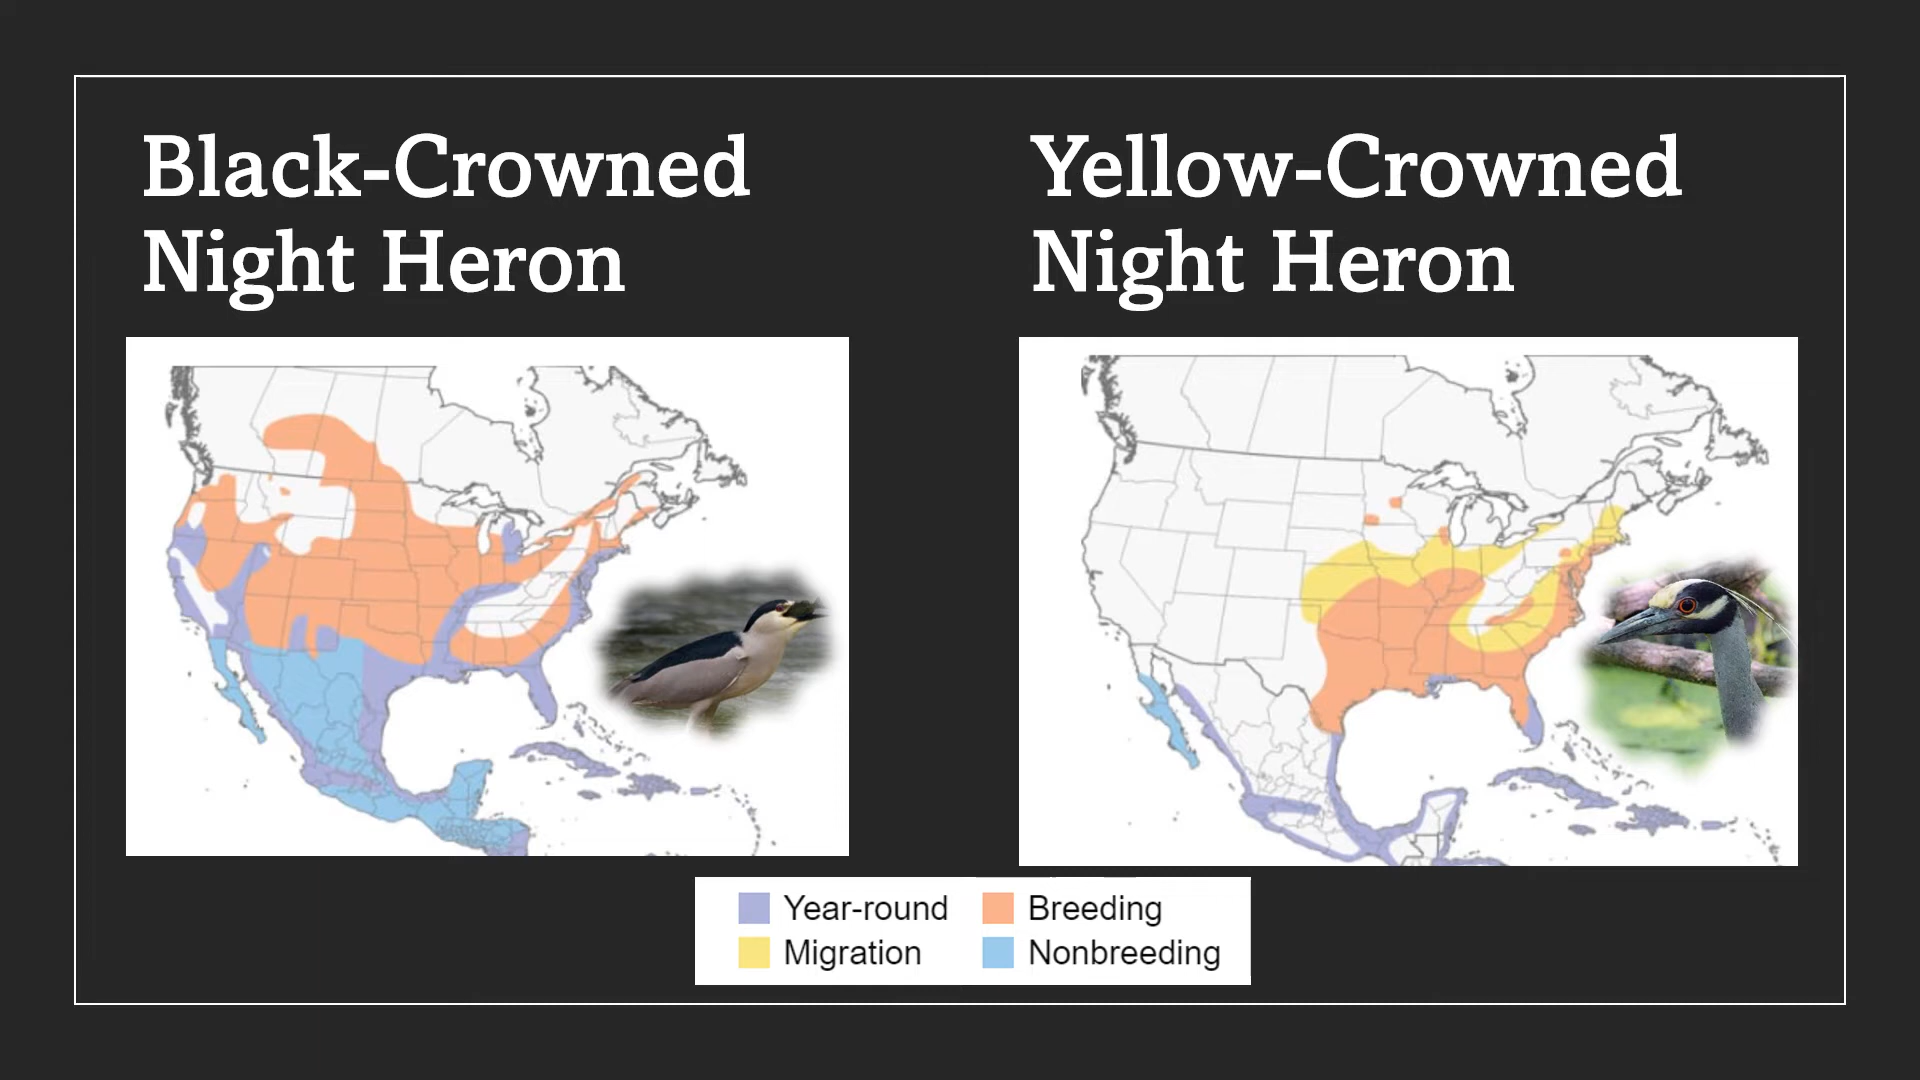 Black-Crowned
Night Heron
Yellow-Crowned
Night Heron
Year-round
Breeding
Migration
Nonbreeding